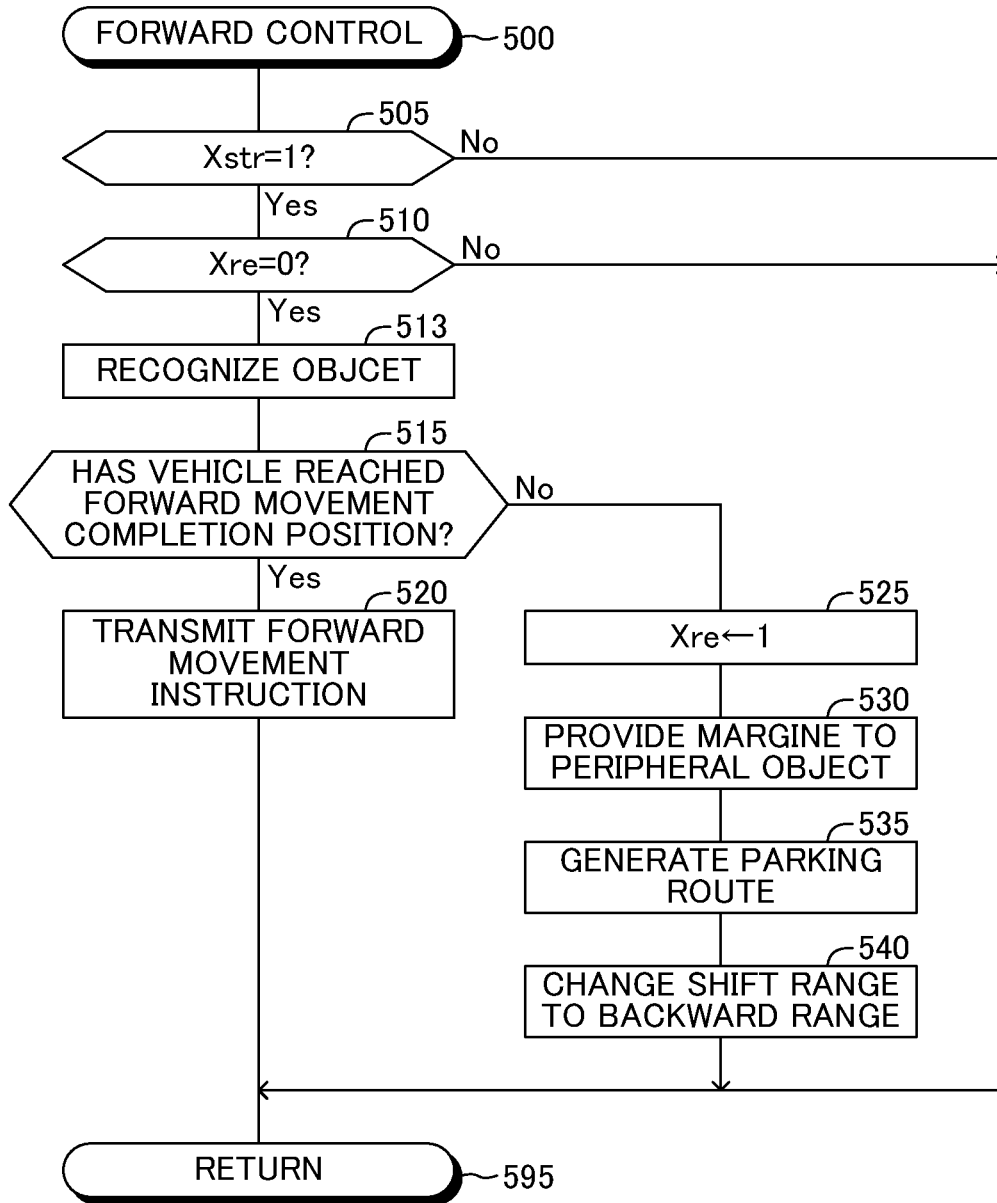 FORWARD CONTROL
500
505
Xstr=1?
No
Yes
510
Xre=0?
No
Yes
513
RECOGNIZE OBJCET
515
HAS VEHICLE REACHED
FORWARD MOVEMENT
COMPLETION POSITION?
No
Yes
520
TRANSMIT FORWARD
MOVEMENT
INSTRUCTION
525
Xre←1
530
PROVIDE MARGINE TO
PERIPHERAL OBJECT
535
GENERATE PARKING
ROUTE
540
CHANGE SHIFT RANGE
TO BACKWARD RANGE
RETURN
595